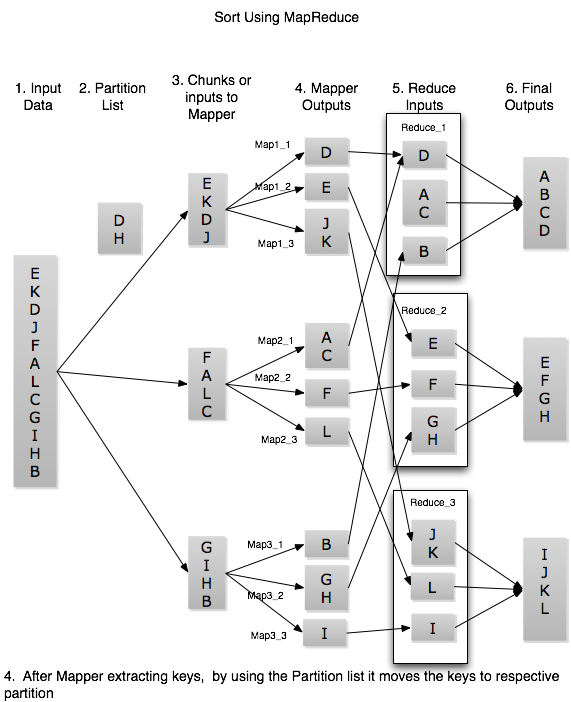 Sort Using MapReduce
1. Input
Data
2. Partition
List
3. Chunks or
inputs to
Mapper
4. Mapper
Outputs
5. Reduce
Inputs
6. Final
Outputs
E
K
D
J
F
A
L
C
G
I
H
B
D
H
E
K
D
J
F
A
L
C
G
I
H
B
Map1_1
Map1_2
Map1_3
D
E
J
K
Map2_1
Map2_2
Map2_3
A
C
F
L
Map3_1
Map3_2
Map3_3
B
G
H
I
Reduce_1
D
A
C
B
Reduce_2
E
F
G
H
Reduce_3
J
K
L
I
A
B
C
D
E
F
G
H
I
J
K
L
4. After Mapper extracting keys, by using the Partition list it moves the keys to respective
partition